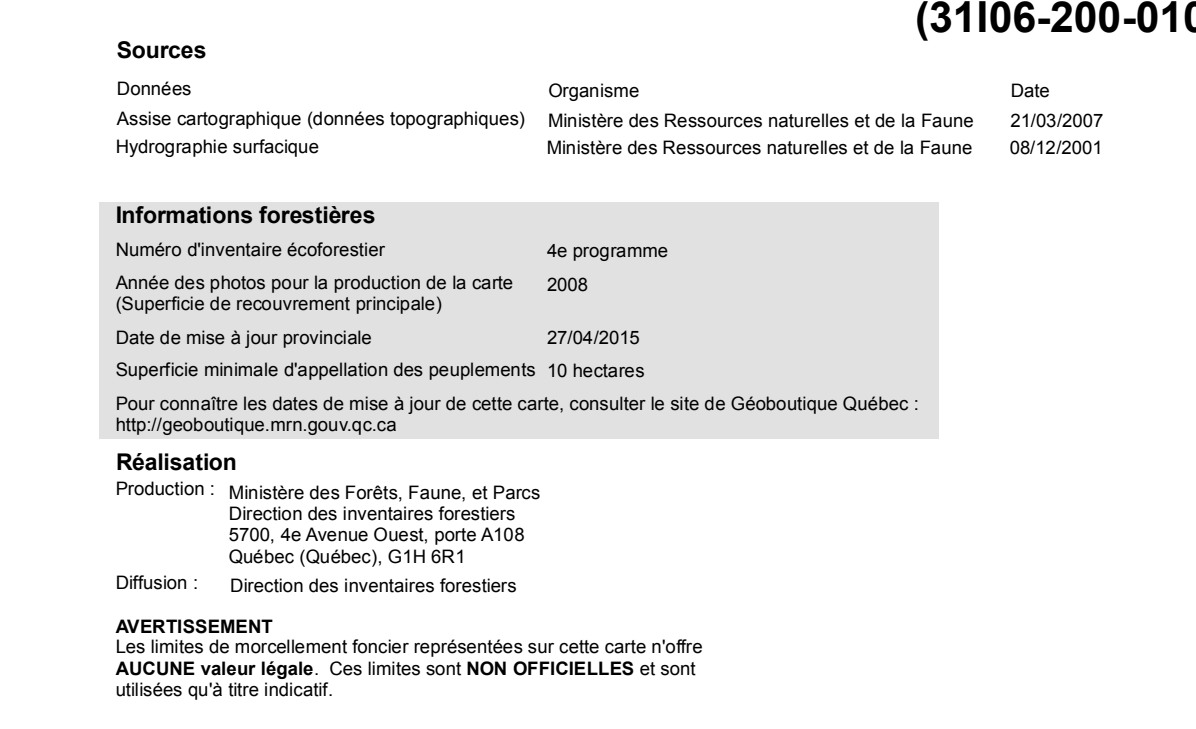 (31I06-200-010
Sources
Données Organisme Date
Assise cartographique (données topographiques) Ministère des Ressources naturelles et de la Faune 21/03/2007
Hydrographie surfacique Ministère des Ressources naturelles et de la Faune 08/12/2001
Informations forestières
Numéro d'inventaire écoforestier 4e programme
Année des photos pour la production de la carte 2008
(Superficie de recouvrement principale)
Date de mise à jour provinciale 27/04/2015
Superficie minimale d'appellation des peuplements 10 hectares
Pour connaître les dates de mise à jour de cette carte, consulter le site de Géoboutique Québec :
http://geoboutique.mrn.gouv.qc.ca
Réalisation
Production : Ministère des Forêts, Faune, et Parcs
Direction des inventaires forestiers
5700, 4e Avenue Ouest, porte A108
Québec (Québec), G1H 6R1
Diffusion : Direction des inventaires forestiers
AVERTISSEMENT
Les limites de morcellement foncier représentées sur cette carte n'offre
AUCUNE valeur légale. Ces limites sont NON OFFICIELLES et sont
utilisées qu'à titre indicatif.